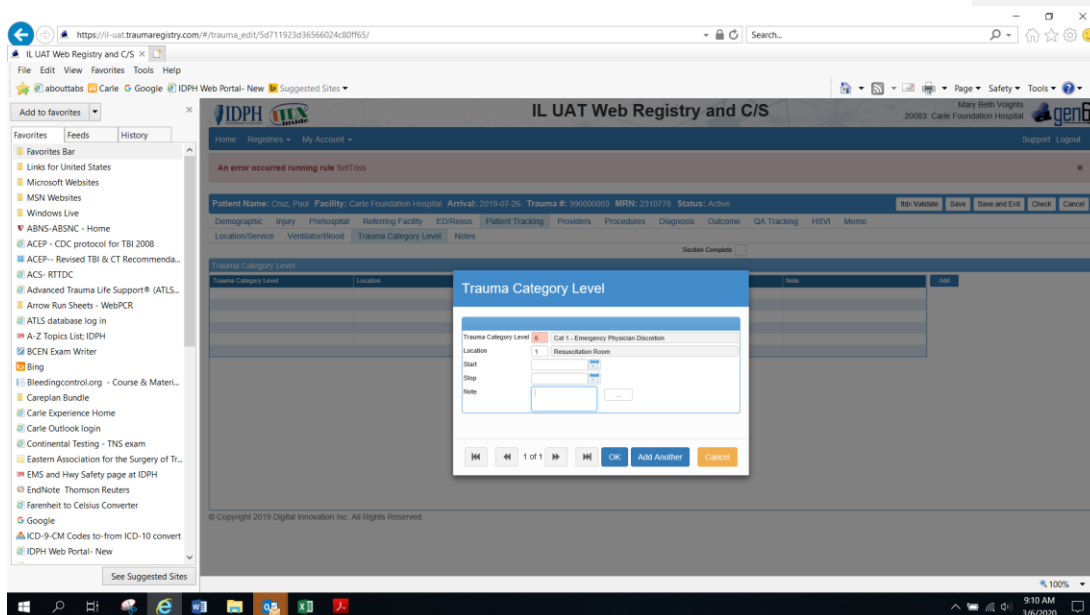 https://il-uat.traumaregistry.com/#/trauma_edit/5d711923d36566024c80ff65/
Search...
IL UAT Web Registry and C/S
File Edit View Favorites Tools Help
abouttabs Carle Google IDPH Web Portal- New Suggested Sites
Page Safety Tools
Add to favorites
Favorites Feeds History
Favorites Bar
Links for United States
Microsoft Websites
MSN Websites
Windows Live
ABNS-ABSNC - Home
ACEP - CDC protocol for TBI 2008
ACEP-- Revised TBI & CT Recommenda...
ACS- RTTDC
Advanced Trauma Life Support® (ATLS...
Arrow Run Sheets - WebPCR
ATLS database log in
A-Z Topics List; IDPH
BCEN Exam Writer
Bing
Bleedingcontrol.org - Course & Materi...
Careplan Bundle
Carle Experience Home
Carle Outlook login
Continental Testing - TNS exam
Eastern Association for the Surgery of Tr...
EMS and Hwy Safety page at IDPH
EndNote Thomson Reuters
Farenheit to Celsius Converter
Google
ICD-9-CM Codes to-from ICD-10 convert
IDPH Web Portal- New
See Suggested Sites
IDPH
inside
IL UAT Web Registry and C/S
Mary Beth Voights
20083 Carle Foundation Hospital
gen6
Home Registries My Account
Support Logout
An error occurred running rule SetTriss
Patient Name: Cruz, Paul Facility: Carle Foundation Hospital Arrival: 2019-07-26 Trauma #: 990000003 MRN: 2310778 Status: Active
Itdx Validate Save Save and Exit Check Cancel
Demographic Injury Prehospital Referring Facility ED/Resus Patient Tracking Providers Procedures Diagnosis Outcome QA Tracking HSVI Memo
Location/Service Ventilator/Blood Trauma Category Level Notes
Section Complete
Trauma Category Level
Trauma Category Level Location Note
Add
Trauma Category Level
Trauma Category Level 6 Cat 1 - Emergency Physician Discretion
Location 1 Resuscitation Room
Start
Stop
Note
...
1 of 1 OK Add Another Cancel
© Copyright 2019 Digital Innovation Inc. All Rights Reserved.
100%
9:10 AM
3/6/2020